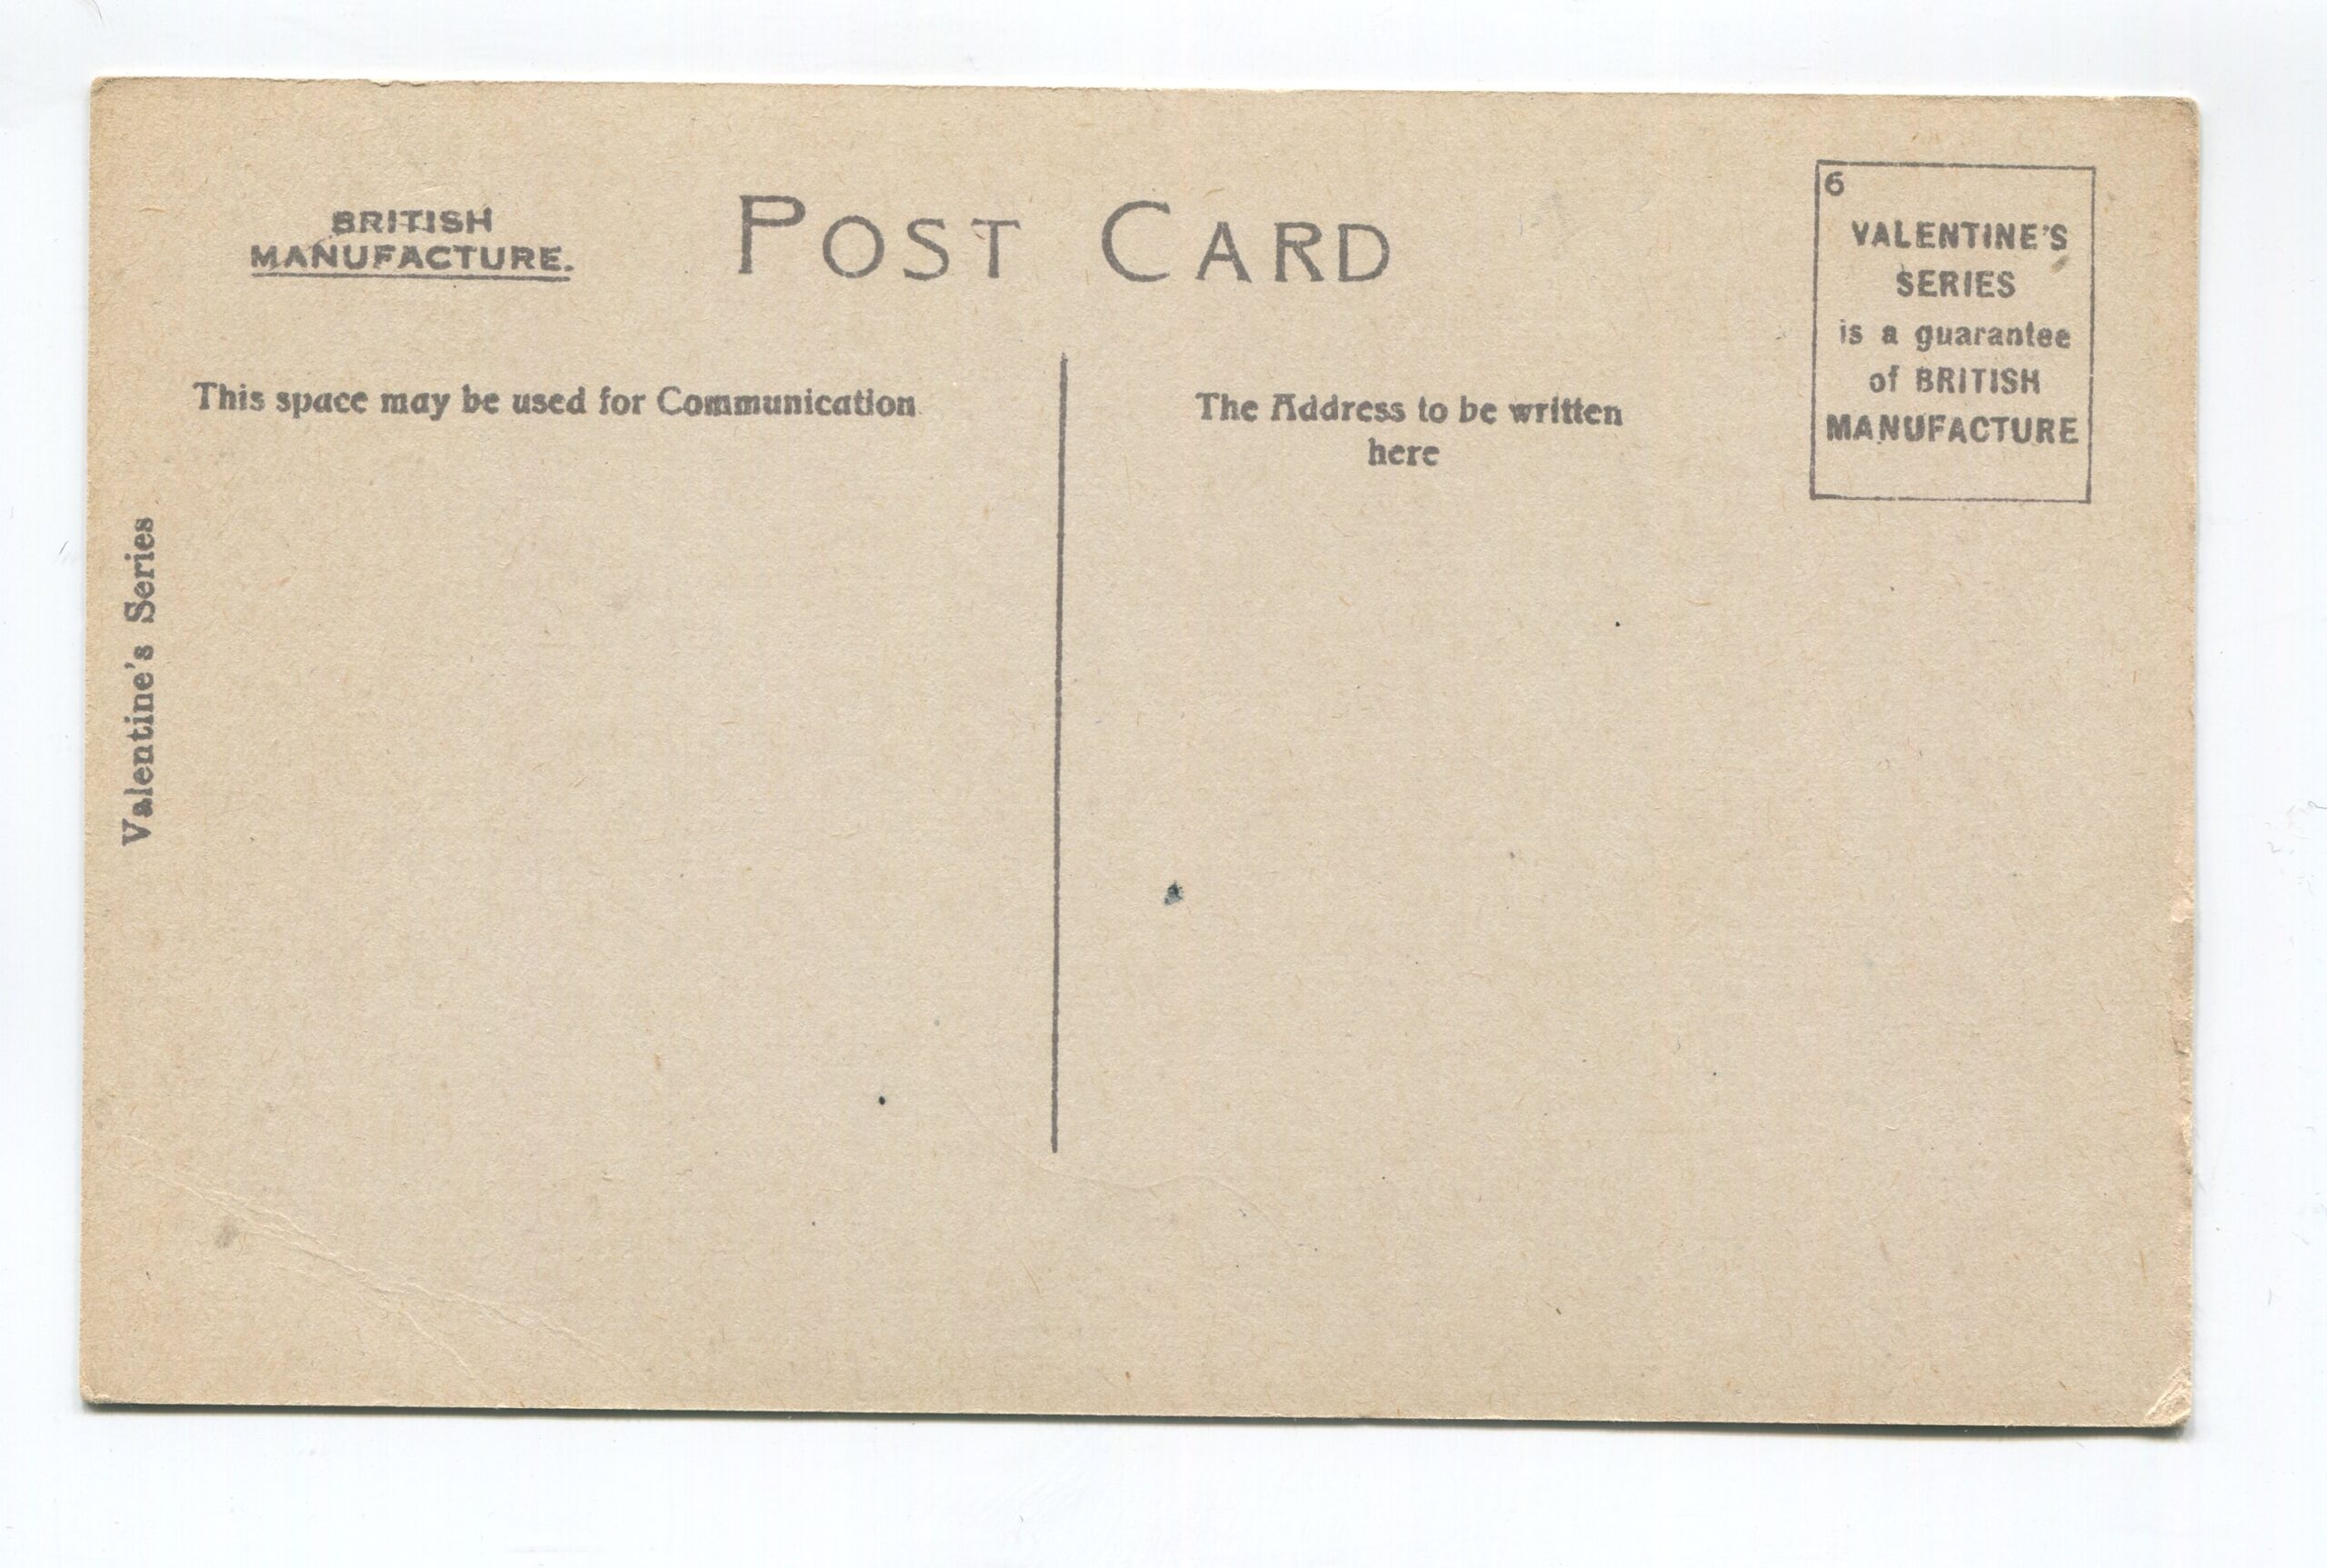 BRITISH
MANUFACTURE.
POST CARD
6
VALENTINE'S
SERIES
is a guarantee
of BRITISH
MANUFACTURE
This space may be used for Communication
The Address to be written
here
Valentine's Series